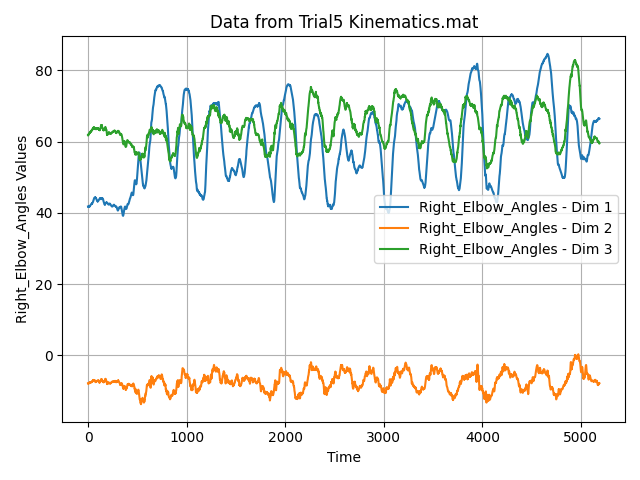 Data from Trial5 Kinematics.mat
Right_Elbow_Angles Values
80
60
40
20
0
Right_Elbow_Angles - Dim 1
Right_Elbow_Angles - Dim 2
Right_Elbow_Angles - Dim 3
0 1000 2000 3000 4000 5000
Time